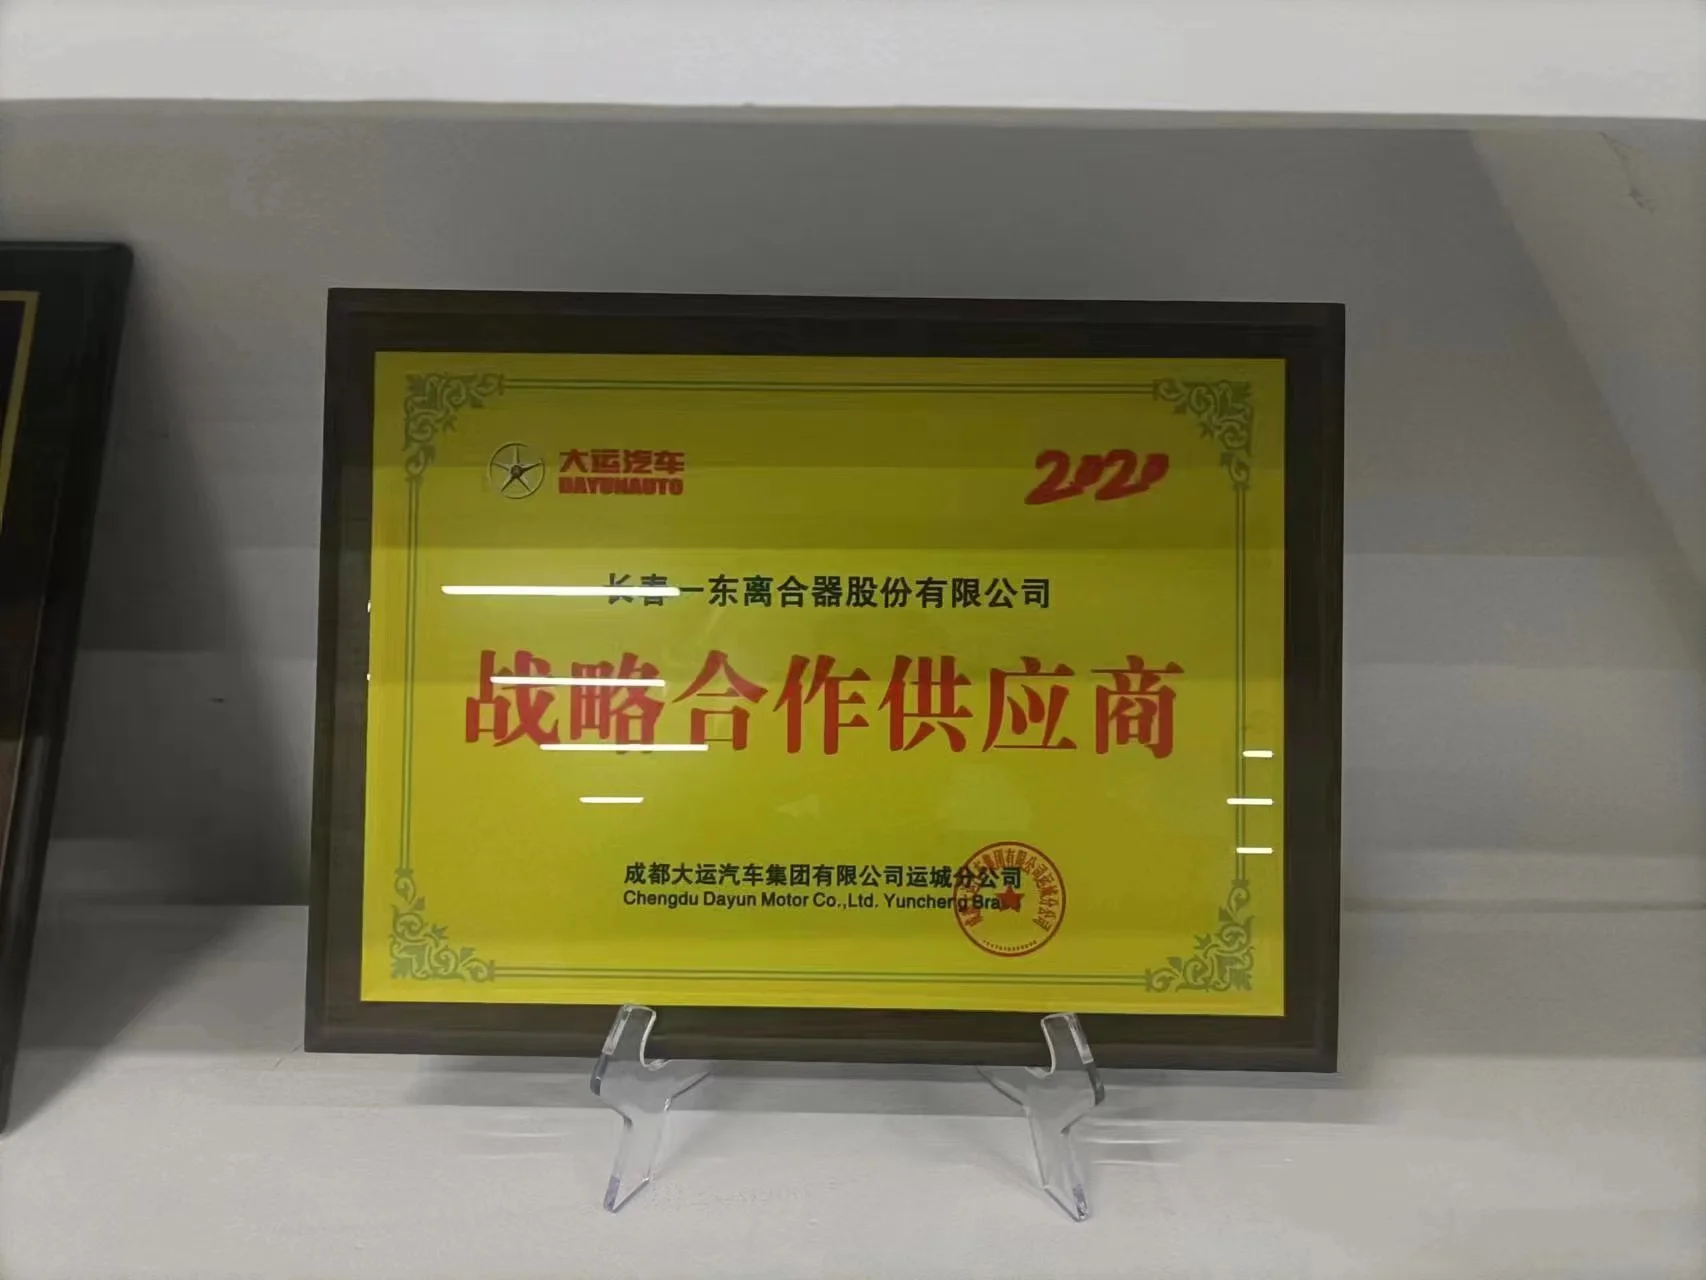 大运汽车
DAYUNAUTO
2020
长春一东离合器股份有限公司
战略合作供应商
成都大运汽车集团有限公司运城分公司
Chengdu Dayun Motor Co.,Ltd. Yuncheng